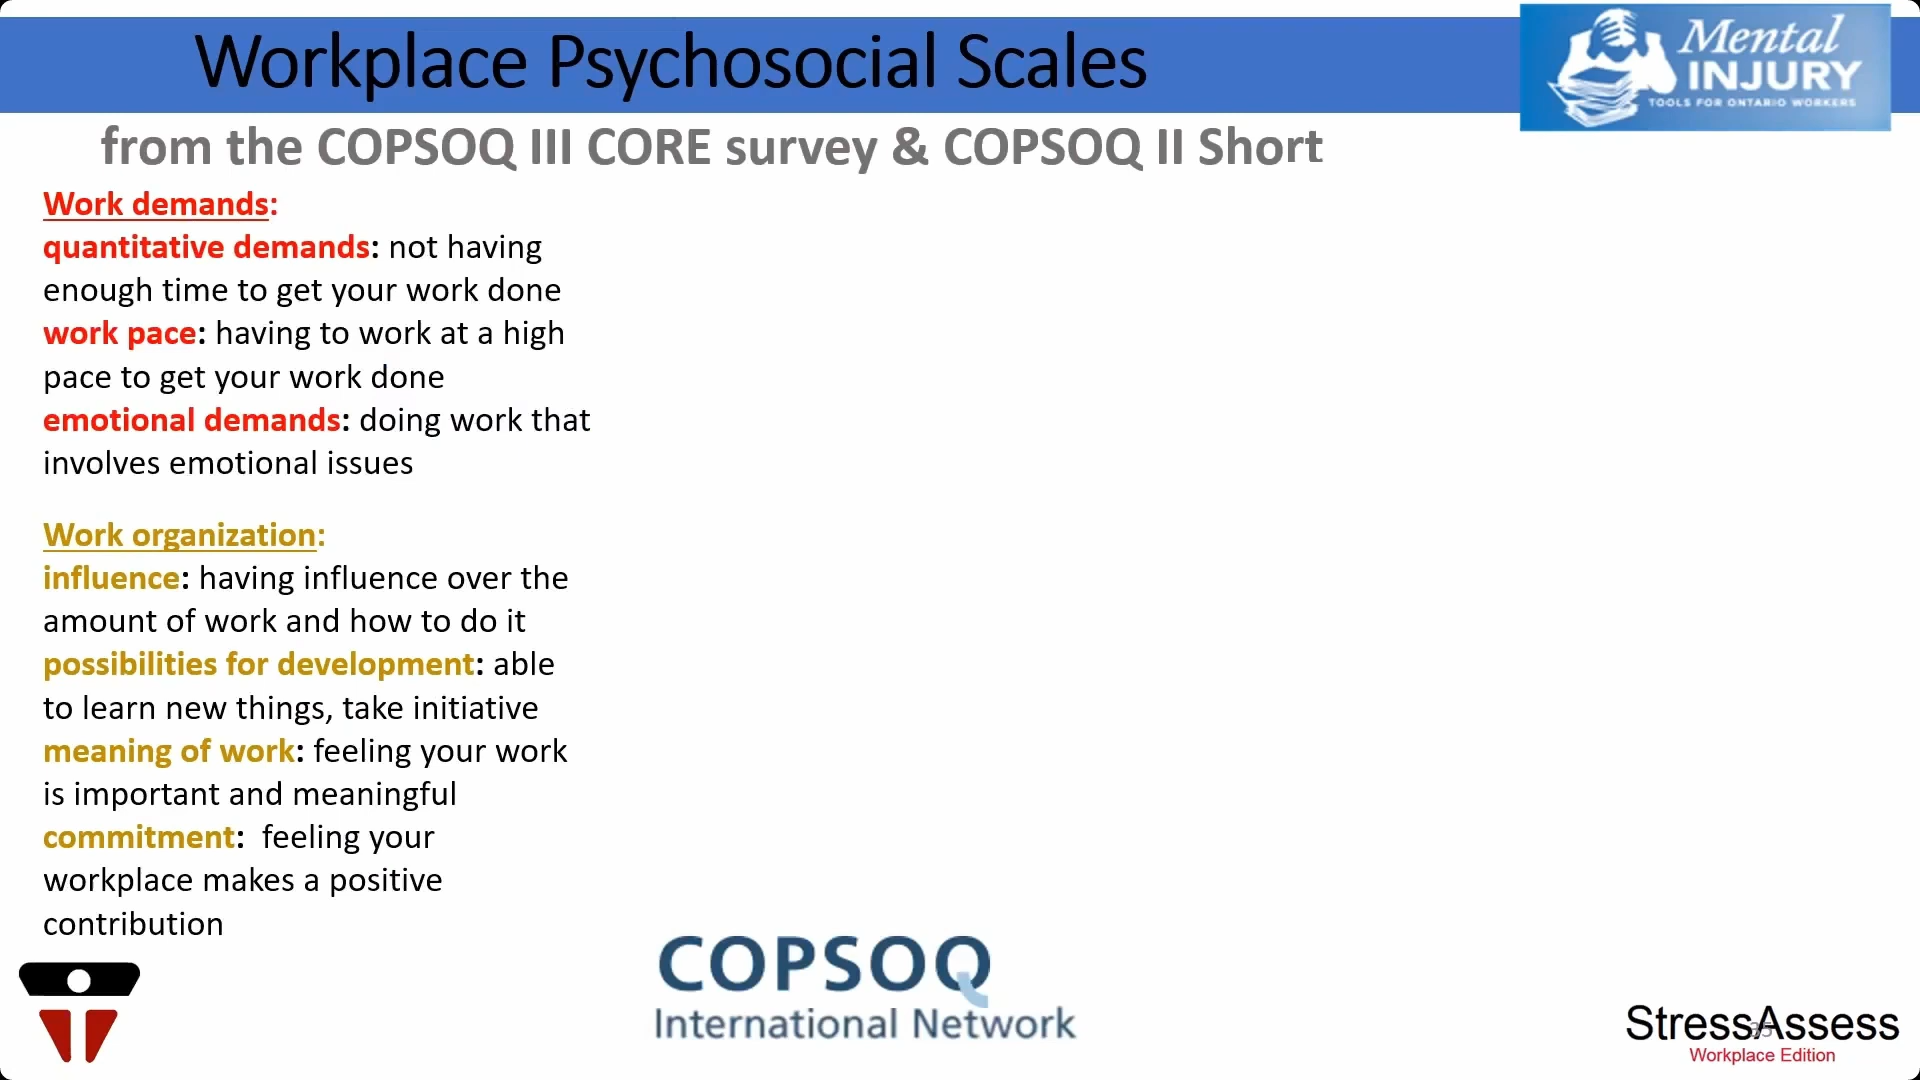 Workplace Psychosocial Scales
Mental
INJURY
TOOLS FOR ONTARIO WORKERS
from the COPSOQ III CORE survey & COPSOQ II Short
Work demands:
quantitative demands: not having
enough time to get your work done
work pace: having to work at a high
pace to get your work done
emotional demands: doing work that
involves emotional issues
Work organization:
influence: having influence over the
amount of work and how to do it
possibilities for development: able
to learn new things, take initiative
meaning of work: feeling your work
is important and meaningful
commitment:  feeling your
workplace makes a positive
contribution
COPSOQ
International Network
StressAssess
35
Workplace Edition